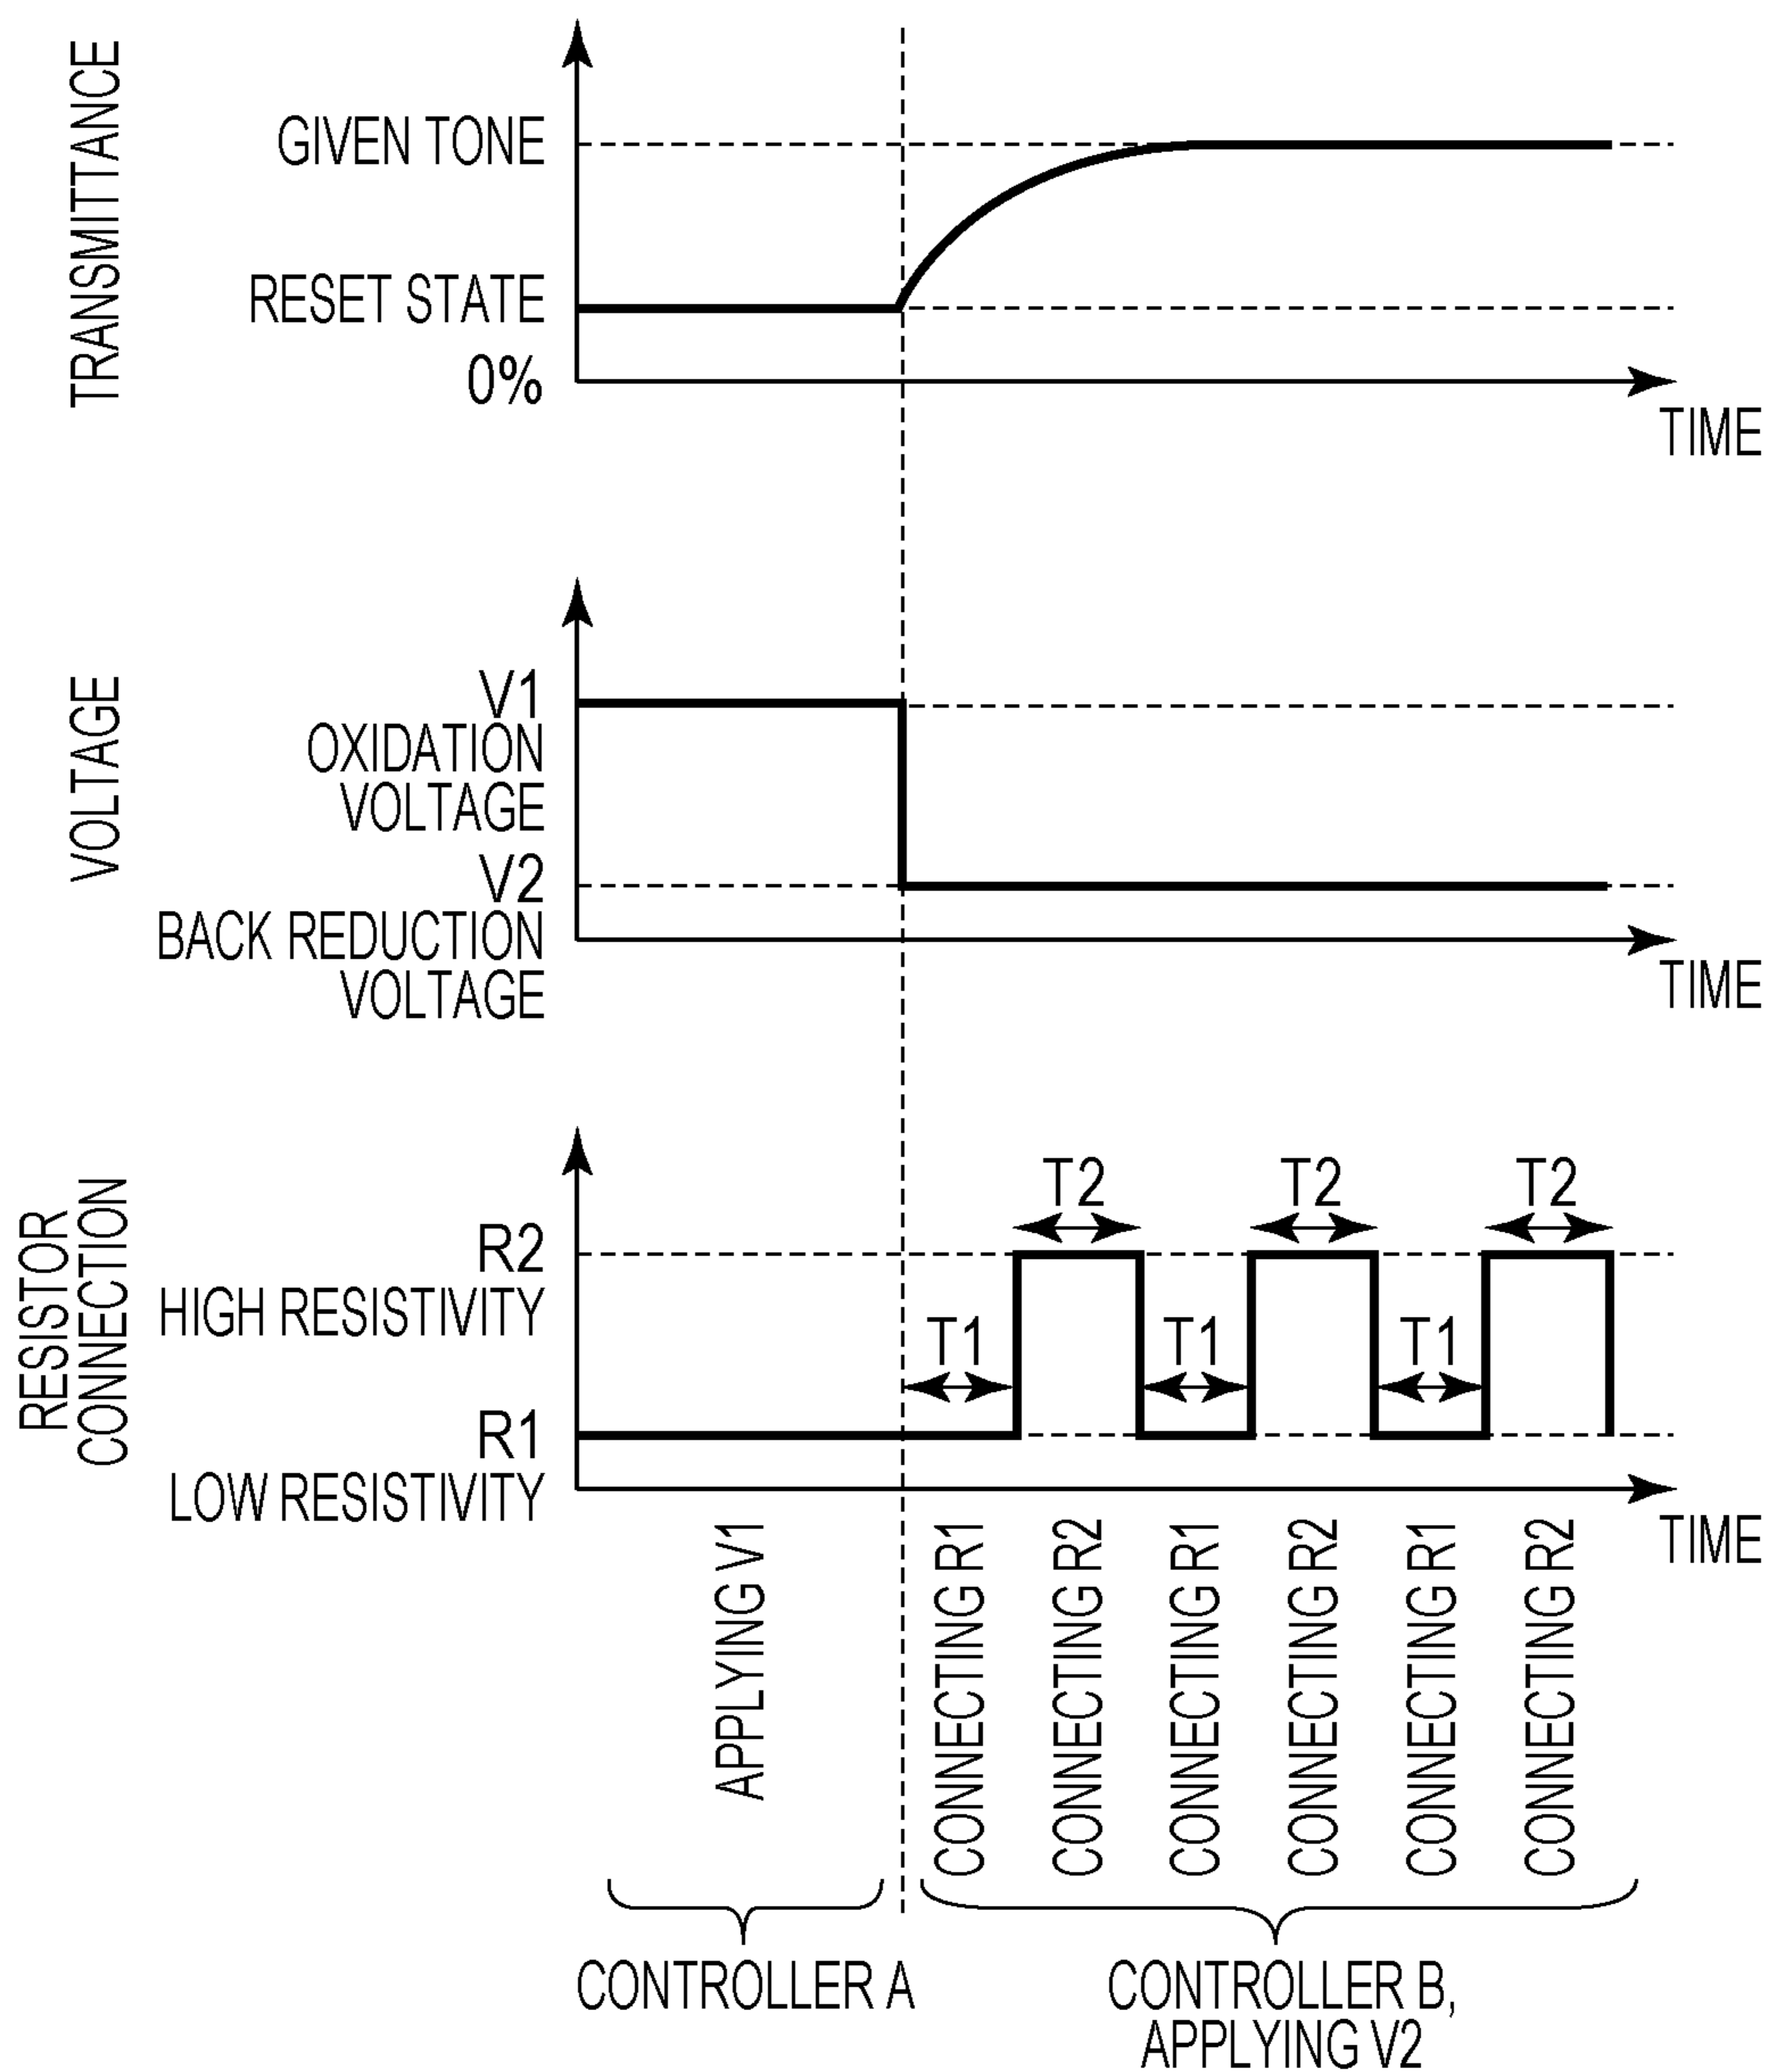 TRANSMITTANCE
GIVEN TONE
RESET STATE
0%
TIME
VOLTAGE
V1
OXIDATION
VOLTAGE
V2
BACK REDUCTION
VOLTAGE
TIME
RESISTOR
CONNECTION
R2
HIGH RESISTIVITY
R1
LOW RESISTIVITY
T2
T2
T2
T1
T1
T1
TIME
APPLYING V1
CONNECTING R1
CONNECTING R2
CONNECTING R1
CONNECTING R2
CONNECTING R1
CONNECTING R2
CONTROLLER A
CONTROLLER B,
APPLYING V2